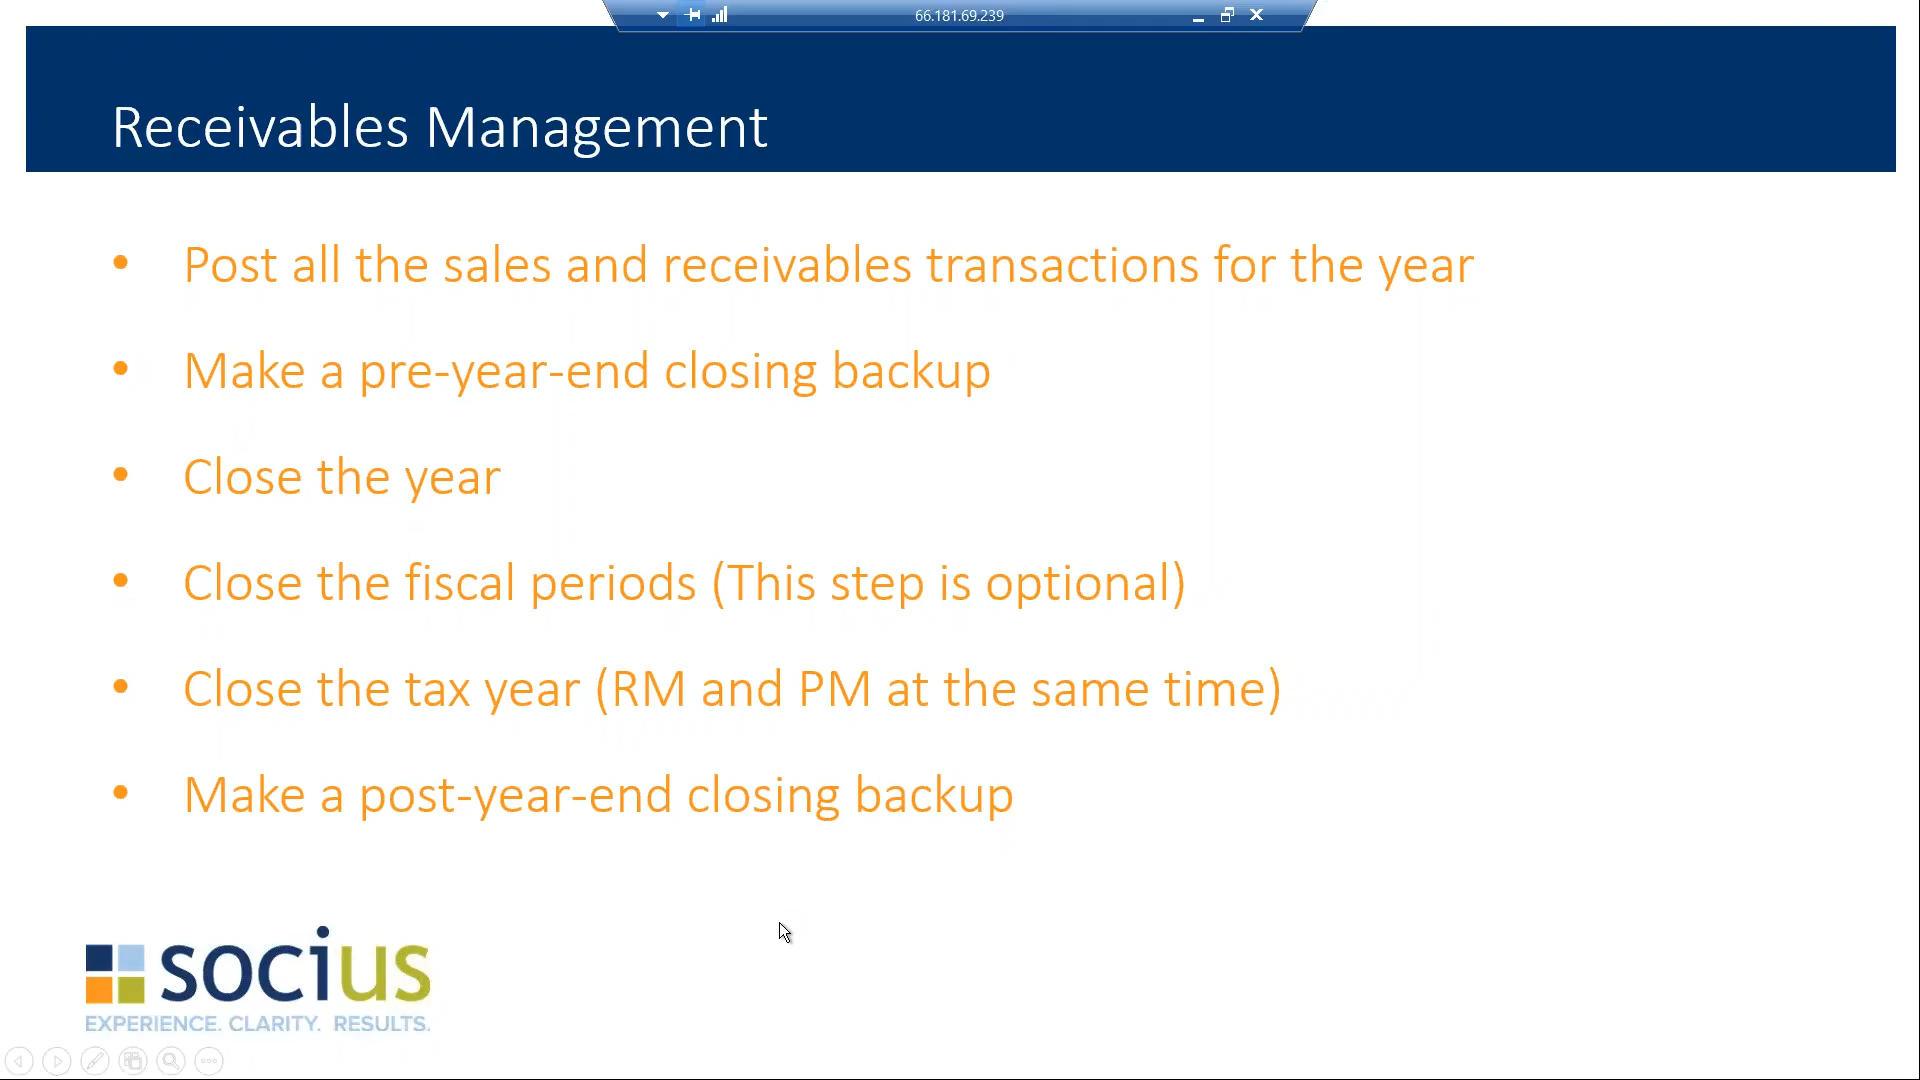 66.181.69.239
Receivables Management
• Post all the sales and receivables transactions for the year
• Make a pre-year-end closing backup
• Close the year
• Close the fiscal periods (This step is optional)
• Close the tax year (RM and PM at the same time)
• Make a post-year-end closing backup
socius
EXPERIENCE. CLARITY. RESULTS.